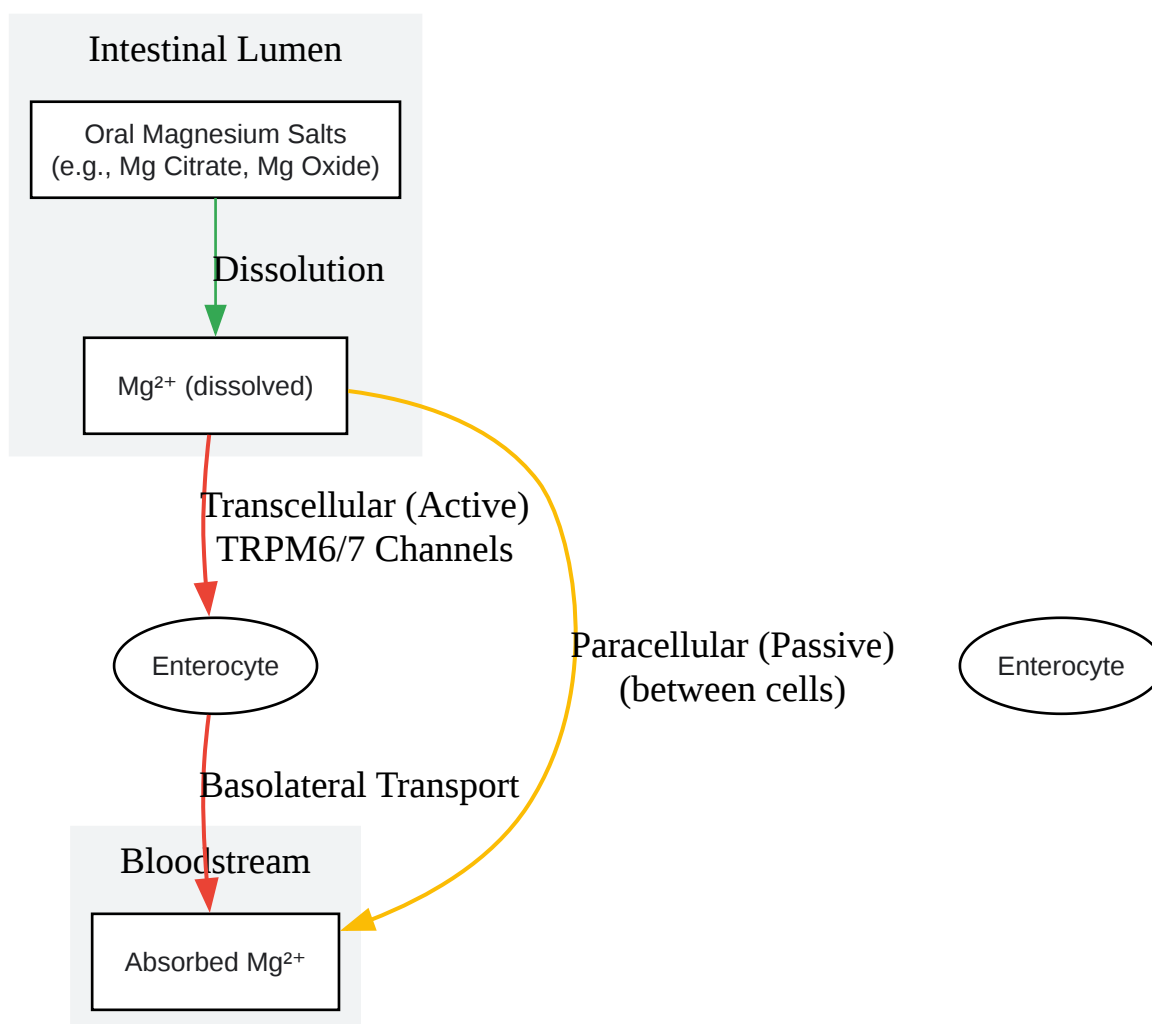 Intestinal Lumen
Oral Magnesium Salts
(e.g., Mg Citrate, Mg Oxide)
Dissolution
Mg²⁺ (dissolved)
Transcellular (Active)
TRPM6/7 Channels
Paracellular (Passive)
(between cells)
Enterocyte
Enterocyte
Basolateral Transport
Bloodstream
Absorbed Mg²⁺